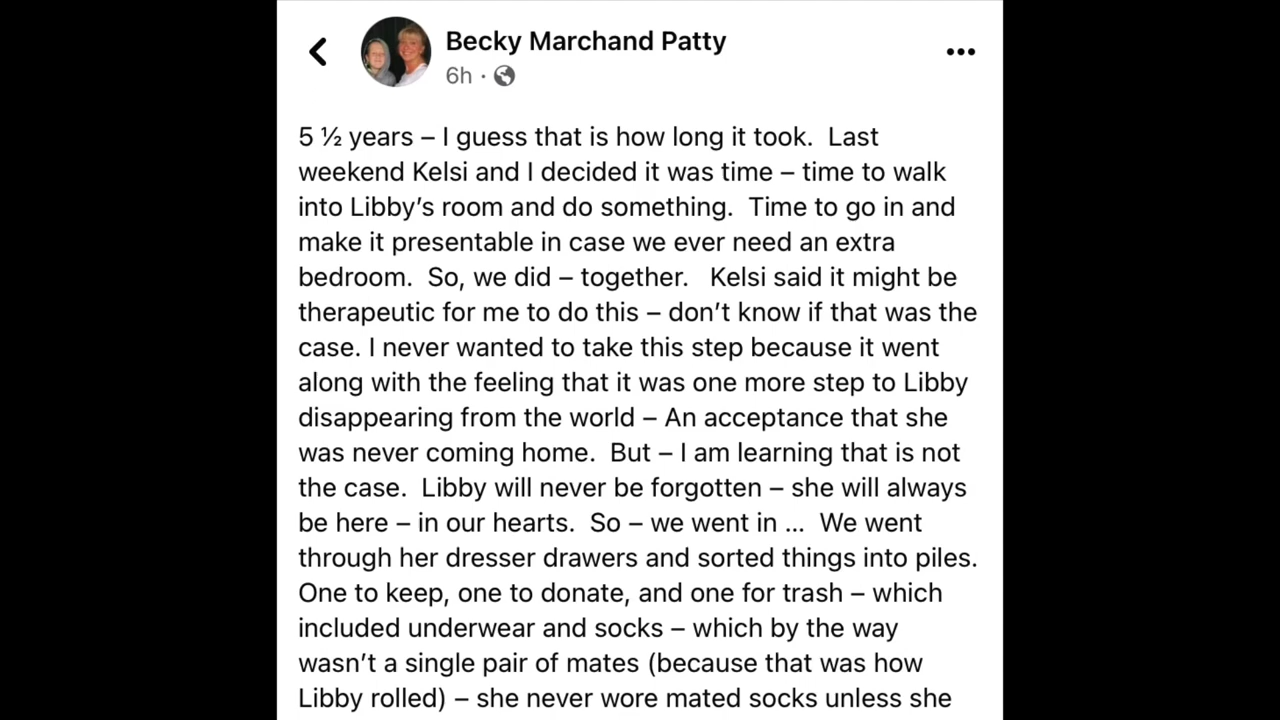 Becky Marchand Patty
6h ·
5 ½ years – I guess that is how long it took.  Last
weekend Kelsi and I decided it was time – time to walk
into Libby’s room and do something.  Time to go in and
make it presentable in case we ever need an extra
bedroom.  So, we did – together.   Kelsi said it might be
therapeutic for me to do this – don’t know if that was the
case. I never wanted to take this step because it went
along with the feeling that it was one more step to Libby
disappearing from the world – An acceptance that she
was never coming home.  But – I am learning that is not
the case.  Libby will never be forgotten – she will always
be here – in our hearts.  So – we went in ...  We went
through her dresser drawers and sorted things into piles.
One to keep, one to donate, and one for trash – which
included underwear and socks – which by the way
wasn’t a single pair of mates (because that was how
Libby rolled) – she never wore mated socks unless she